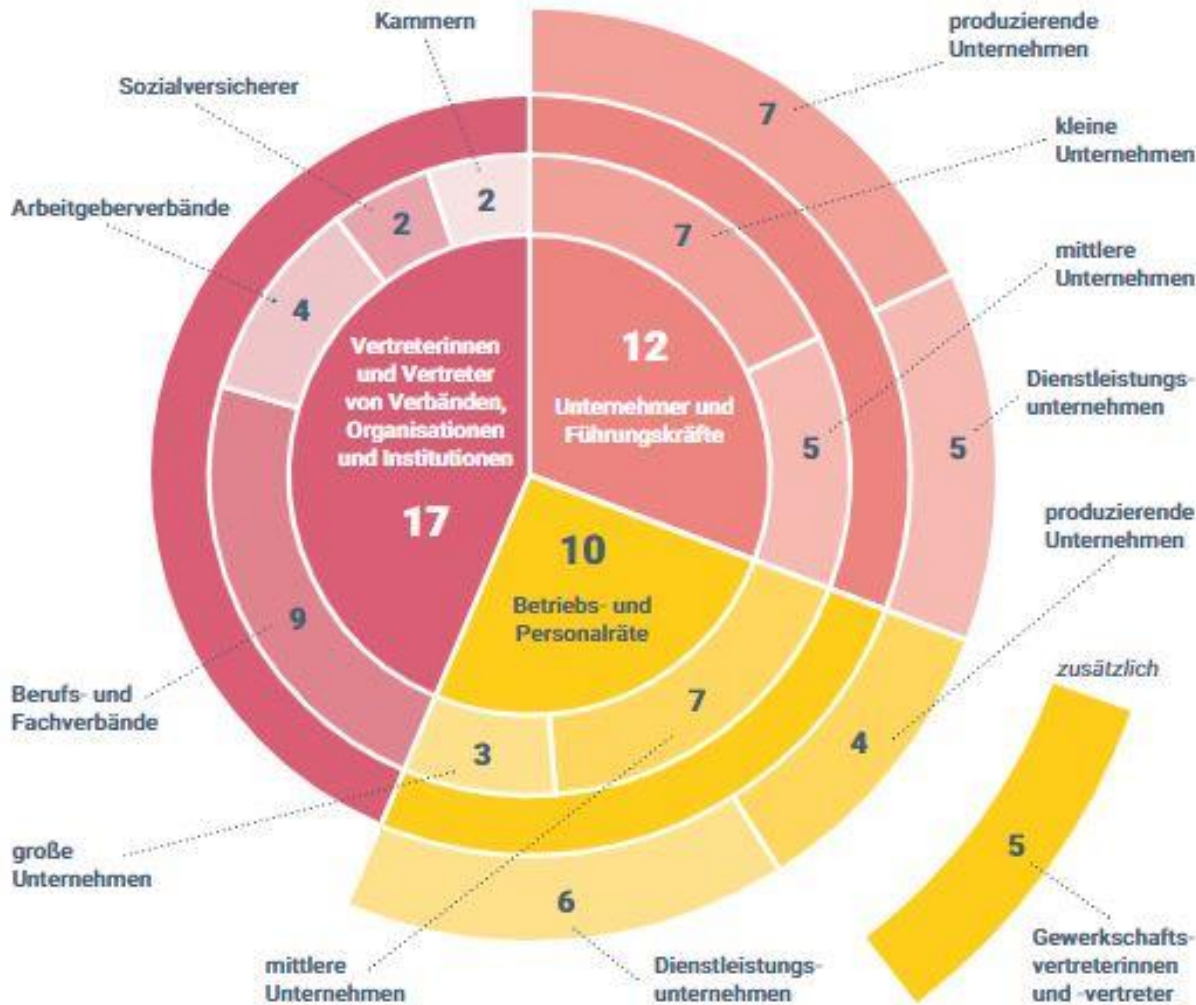 Kammern
produzierende
Unternehmen
Sozialversicherer
7
kleine
Unternehmen
Arbeitgeberverbände
2
2
7
mittlere
Unternehmen
4
Vertreterinnen
und Vertreter
von Verbänden,
Organisationen
und Institutionen
17
12
Unternehmer und
Führungskräfte
Dienstleistungs-
unternehmen
5
5
produzierende
Unternehmen
10
Betriebs- und
Personalräte
9
zusätzlich
Berufs- und
Fachverbände
7
3
4
große
Unternehmen
5
6
mittlere
Unternehmen
Dienstleistungs-
unternehmen
Gewerkschafts-
vertreterinnen
und -vertreter